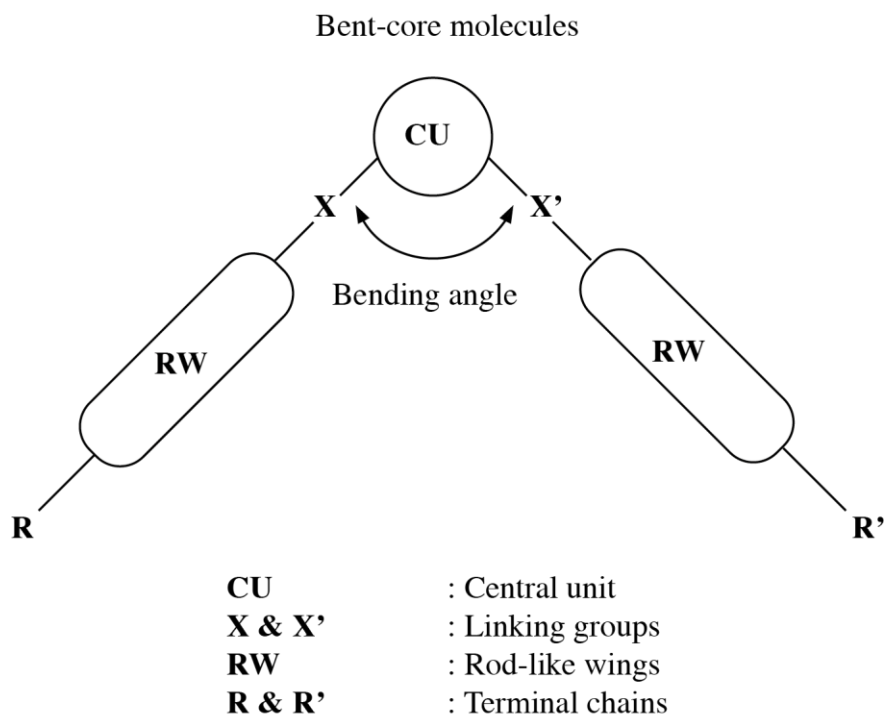 Bent-core molecules
CU
X X’
Bending angle
RW RW
R R’
CU : Central unit
X & X’ : Linking groups
RW : Rod-like wings
R & R’ : Terminal chains